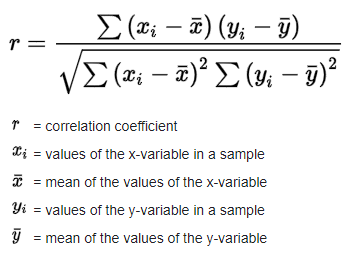 r = Σ (xᵢ − x̄) (yᵢ − ȳ) / √(Σ (xᵢ − x̄)² Σ (yᵢ − ȳ)²)
r = correlation coefficient
xᵢ = values of the x-variable in a sample
x̄ = mean of the values of the x-variable
yᵢ = values of the y-variable in a sample
ȳ = mean of the values of the y-variable